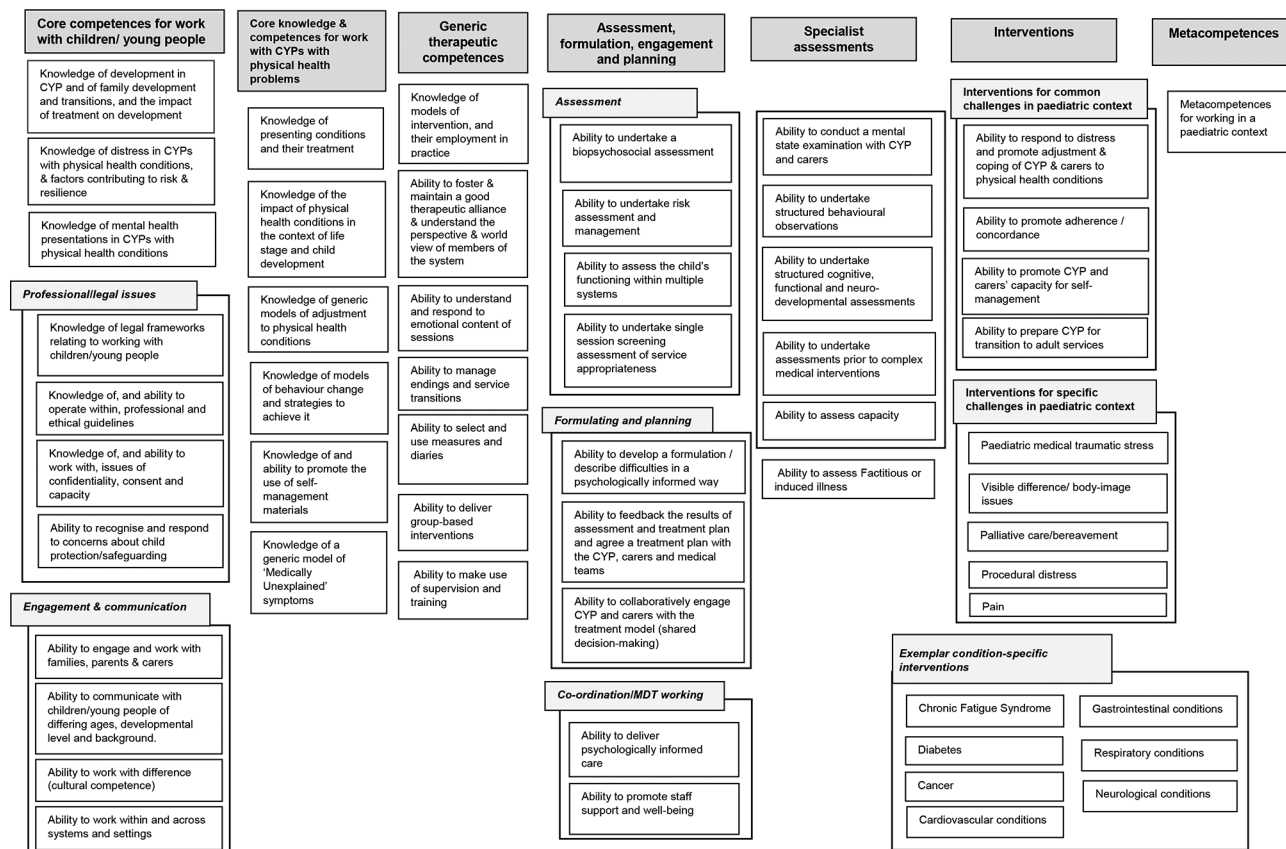 Core competences for work
with children/ young people
Knowledge of development in
CYP and of family development
and transitions, and the impact
of treatment on development
Knowledge of distress in CYPs
with physical health conditions,
& factors contributing to risk &
resilience
Knowledge of mental health
presentations in CYPs with
physical health conditions
Professional/legal issues
Knowledge of legal frameworks
relating to working with
children/young people
Knowledge of, and ability to
operate within, professional and
ethical guidelines
Knowledge of, and ability to
work with, issues of
confidentiality, consent and
capacity
Ability to recognise and respond
to concerns about child
protection/safeguarding
Engagement & communication
Ability to engage and work with
families, parents & carers
Ability to communicate with
children/young people of
differing ages, developmental
level and background.
Ability to work with difference
(cultural competence)
Ability to work within and across
systems and settings
Core knowledge &
competences for work
with CYPs with
physical health
problems
Knowledge of
presenting conditions
and their treatment
Knowledge of the
impact of physical
health conditions in
the context of life
stage and child
development
Knowledge of generic
models of adjustment
to physical health
conditions
Knowledge of models
of behaviour change
and strategies to
achieve it
Knowledge of and
ability to promote the
use of self-
management
materials
Knowledge of a
generic model of
‘Medically
Unexplained’
symptoms
Generic
therapeutic
competences
Knowledge of
models of
intervention, and
their employment in
practice
Ability to foster &
maintain a good
therapeutic alliance
& understand the
perspective & world
view of members of
the system
Ability to understand
and respond to
emotional content of
sessions
Ability to manage
endings and service
transitions
Ability to select and
use measures and
diaries
Ability to deliver
group-based
interventions
Ability to make use
of supervision and
training
Assessment,
formulation, engagement
and planning
Assessment
Ability to undertake a
biopsychosocial assessment
Ability to undertake risk
assessment and
management
Ability to assess the child’s
functioning within multiple
systems
Ability to undertake single
session screening
assessment of service
appropriateness
Formulating and planning
Ability to develop a formulation /
describe difficulties in a
psychologically informed way
Ability to feedback the results of
assessment and treatment plan
and agree a treatment plan with
the CYP, carers and medical
teams
Ability to collaboratively engage
CYP and carers with the
treatment model (shared
decision-making)
Co-ordination/MDT working
Ability to deliver
psychologically informed
care
Ability to promote staff
support and well-being
Specialist
assessments
Ability to conduct a mental
state examination with CYP
and carers
Ability to undertake
structured behavioural
observations
Ability to undertake
structured cognitive,
functional and neuro-
developmental assessments
Ability to undertake
assessments prior to complex
medical interventions
Ability to assess capacity
Ability to assess Factitious or
induced illness
Interventions
Interventions for common
challenges in paediatric context
Ability to respond to distress
and promote adjustment &
coping of CYP & carers to
physical health conditions
Ability to promote adherence /
concordance
Ability to promote CYP and
carers’ capacity for self-
management
Ability to prepare CYP for
transition to adult services
Interventions for specific
challenges in paediatric context
Paediatric medical traumatic stress
Visible difference/ body-image
issues
Palliative care/bereavement
Procedural distress
Pain
Exemplar condition-specific
interventions
Chronic Fatigue Syndrome
Diabetes
Cancer
Cardiovascular conditions
Gastrointestinal conditions
Respiratory conditions
Neurological conditions
Metacompetences
Metacompetences
for working in a
paediatric context